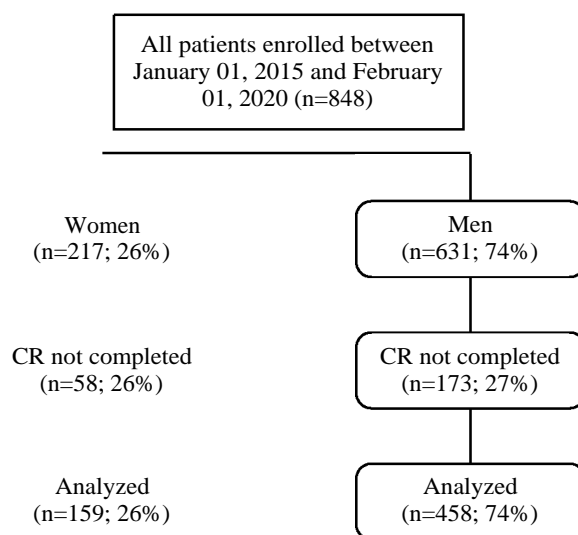 All patients enrolled between
January 01, 2015 and February
01, 2020 (n=848)
Women
(n=217; 26%)
Men
(n=631; 74%)
CR not completed
(n=58; 26%)
CR not completed
(n=173; 27%)
Analyzed
(n=159; 26%)
Analyzed
(n=458; 74%)